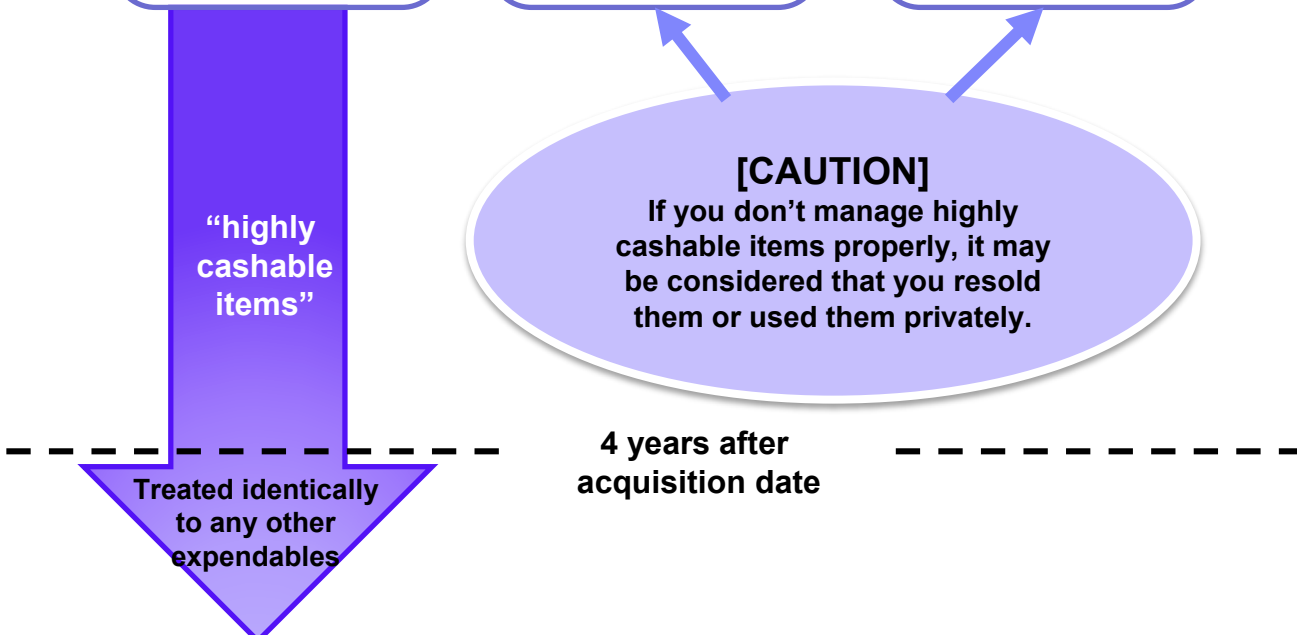 “highly
cashable
items”
[CAUTION]
If you don’t manage highly
cashable items properly, it may
be considered that you resold
them or used them privately.
4 years after
acquisition date
Treated identically
to any other
expendables